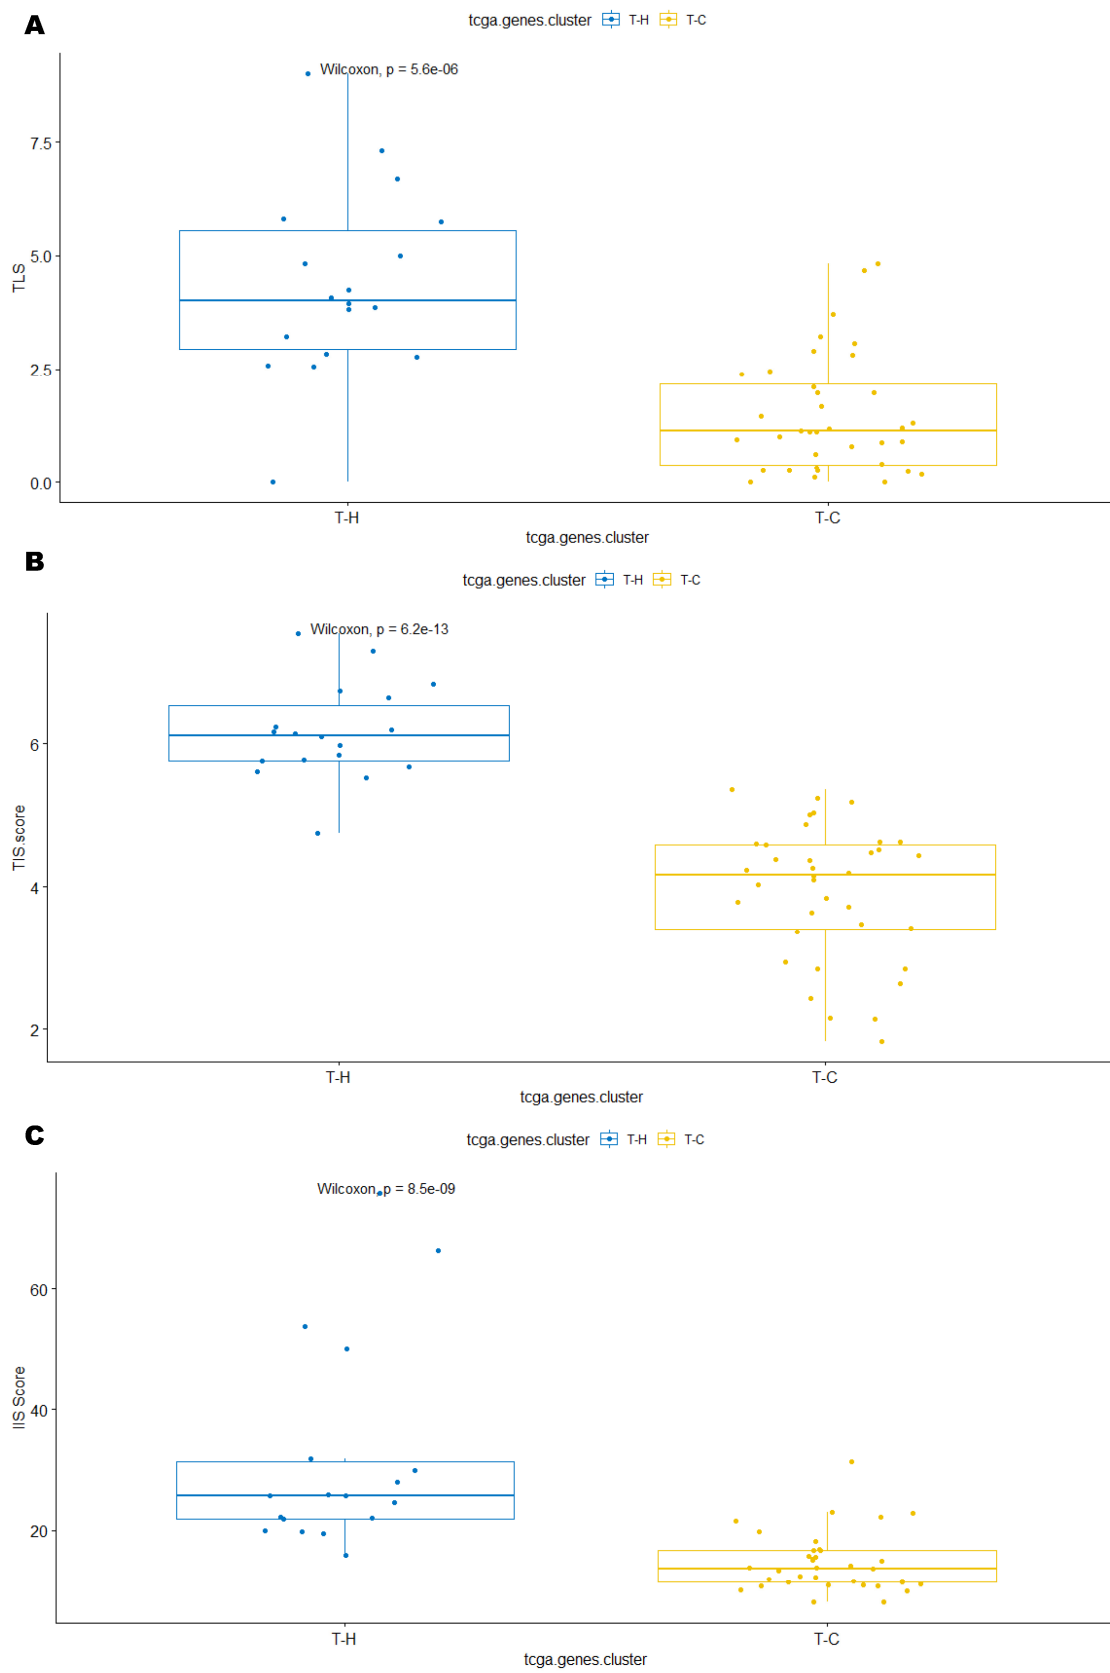 A
tcga.genes.cluster T-H T-C
Wilcoxon, p = 5.6e-06
7.5
5.0
2.5
0.0
TLS
T-H T-C
tcga.genes.cluster
B
tcga.genes.cluster T-H T-C
Wilcoxon, p = 6.2e-13
6
4
2
TIS.score
T-H T-C
tcga.genes.cluster
C
tcga.genes.cluster T-H T-C
Wilcoxon, p = 8.5e-09
60
40
20
IIS Score
T-H T-C
tcga.genes.cluster